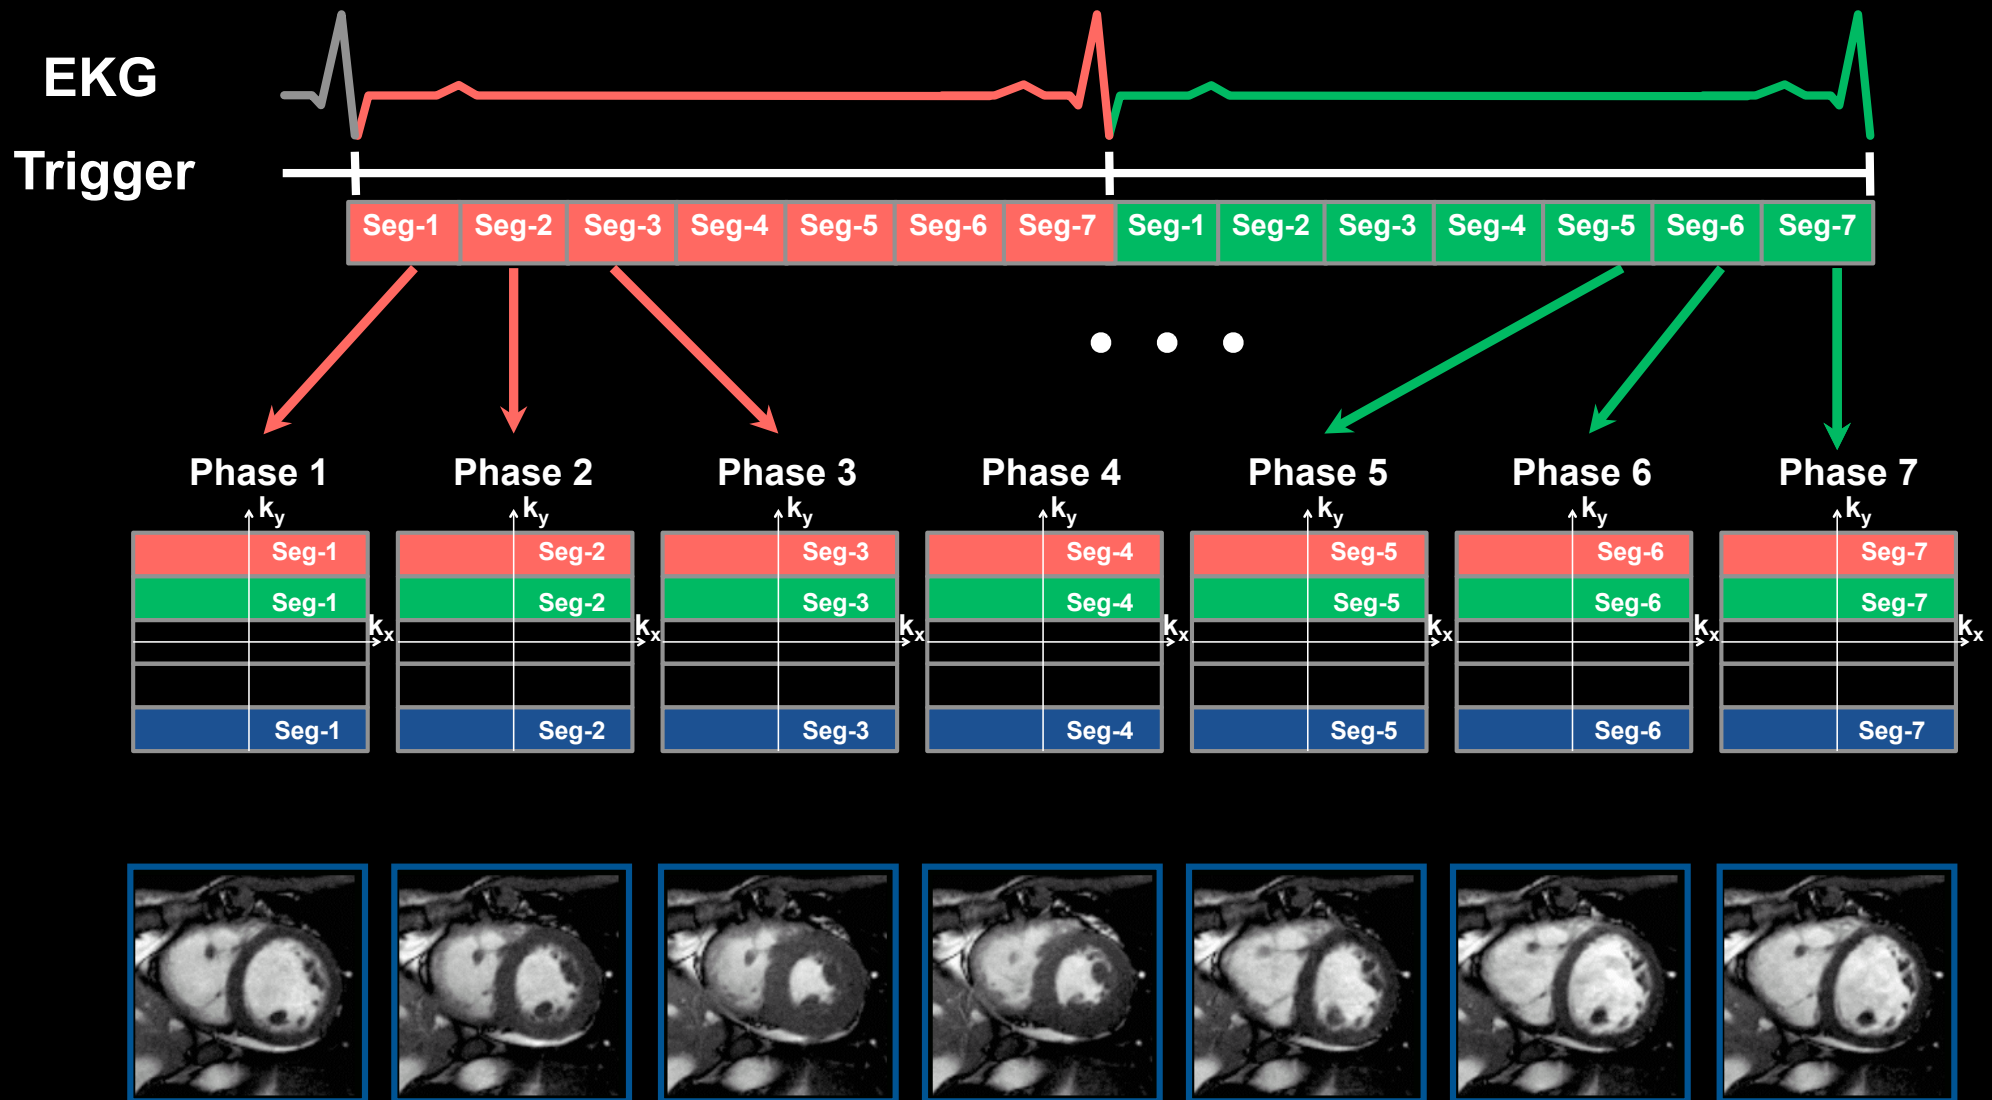 EKG
Trigger
Seg-1 Seg-2 Seg-3 Seg-4 Seg-5 Seg-6 Seg-7 Seg-1 Seg-2 Seg-3 Seg-4 Seg-5 Seg-6 Seg-7
Phase 1 Phase 2 Phase 3 Phase 4 Phase 5 Phase 6 Phase 7
ky ky ky ky ky ky ky
Seg-1 Seg-2 Seg-3 Seg-4 Seg-5 Seg-6 Seg-7
Seg-1 Seg-2 Seg-3 Seg-4 Seg-5 Seg-6 Seg-7
kx kx kx kx kx kx kx
Seg-1 Seg-2 Seg-3 Seg-4 Seg-5 Seg-6 Seg-7